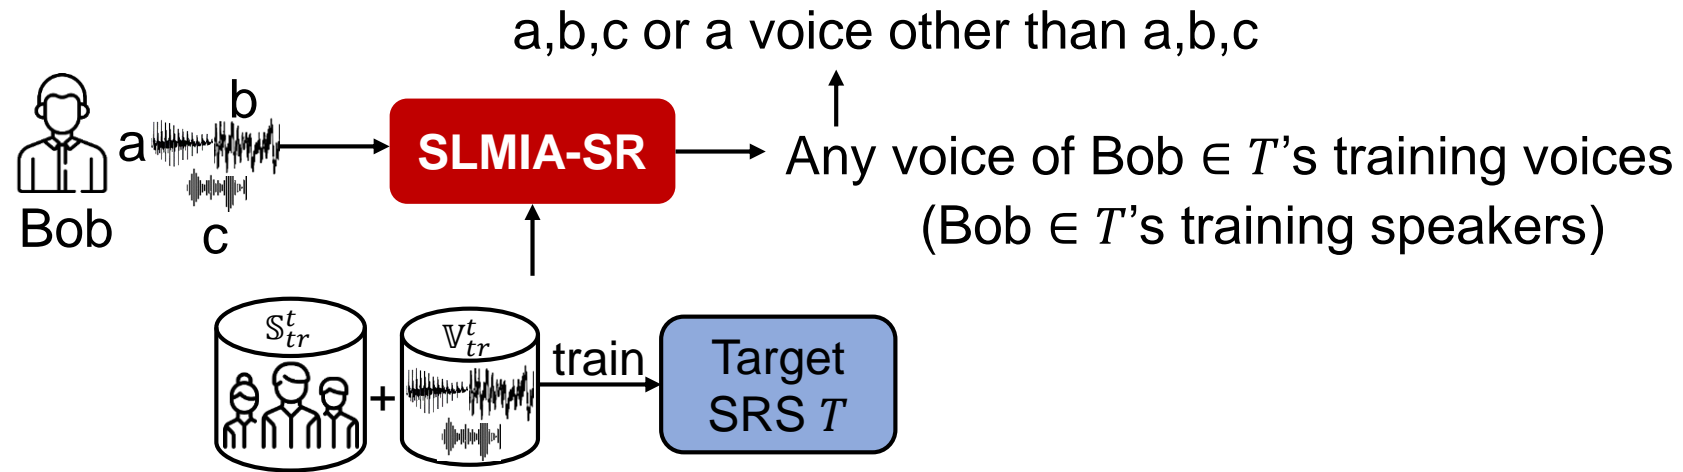 a,b,c or a voice other than a,b,c
b
a
SLMIA-SR
Any voice of Bob ∈ T's training voices
Bob
c
(Bob ∈ T's training speakers)
𝕊ᵗₜᵣ
𝕍ᵗₜᵣ
+
train
Target
SRS T